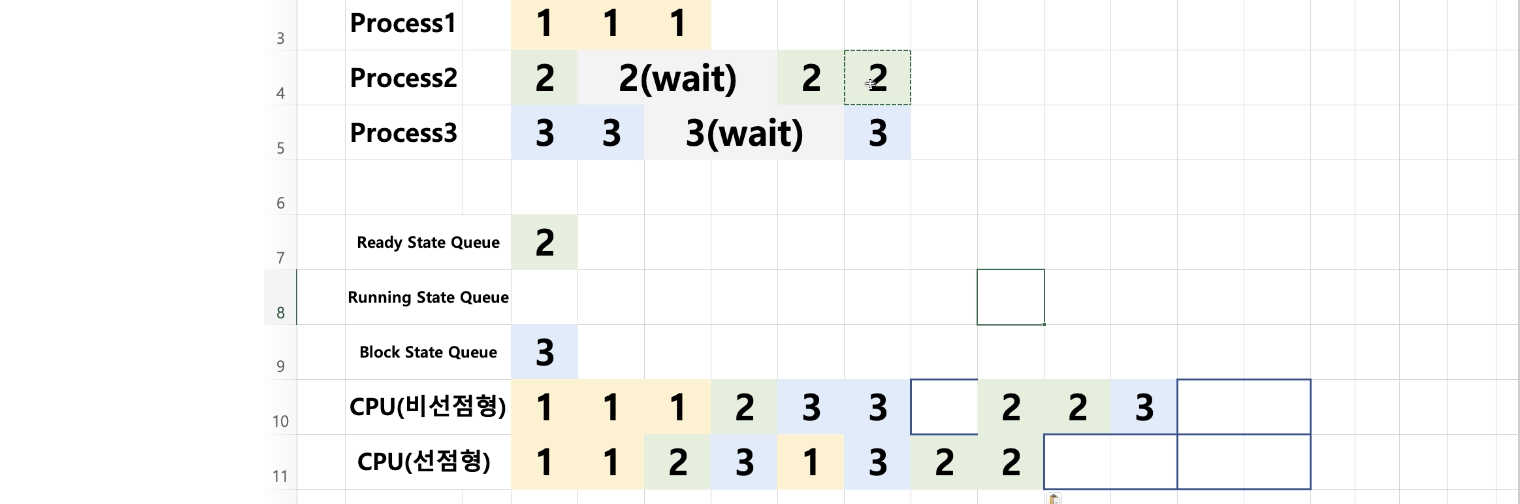 3 Process1 1 1 1
4 Process2 2 2(wait) 2 2
5 Process3 3 3 3(wait) 3
6
7 Ready State Queue 2
8 Running State Queue
9 Block State Queue 3
10 CPU(비선점형) 1 1 1 2 3 3 2 2 3
11 CPU(선점형) 1 1 2 3 1 3 2 2